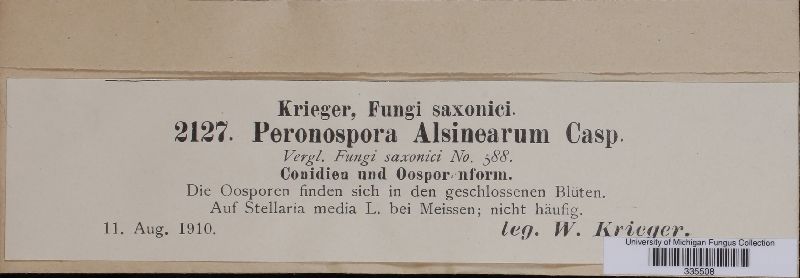 Krieger, Fungi saxonici.
2127. Peronospora Alsinearum Casp.
Vergl. Fungi saxonici No. 588.
Conidien und Oosporenform.
Die Oosporen finden sich in den geschlossenen Blüten.
Auf Stellaria media L. bei Meissen; nicht häufig.
11. Aug. 1910. leg. W. Krieger.
University of Michigan Fungus Collection
335508